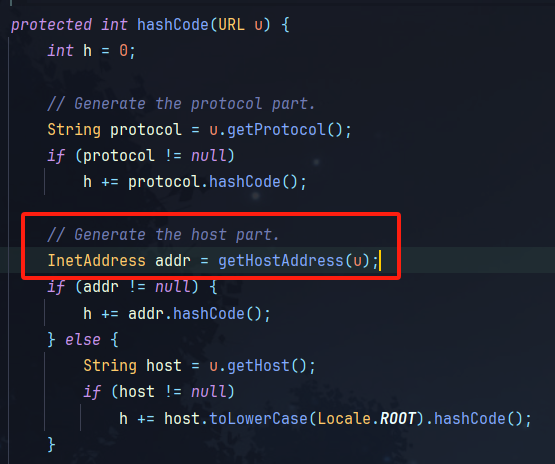 protected int hashCode(URL u) {
int h = 0;
// Generate the protocol part.
String protocol = u.getProtocol();
if (protocol != null)
h += protocol.hashCode();
// Generate the host part.
InetAddress addr = getHostAddress(u);
if (addr != null) {
h += addr.hashCode();
} else {
String host = u.getHost();
if (host != null)
h += host.toLowerCase(Locale.ROOT).hashCode();
}